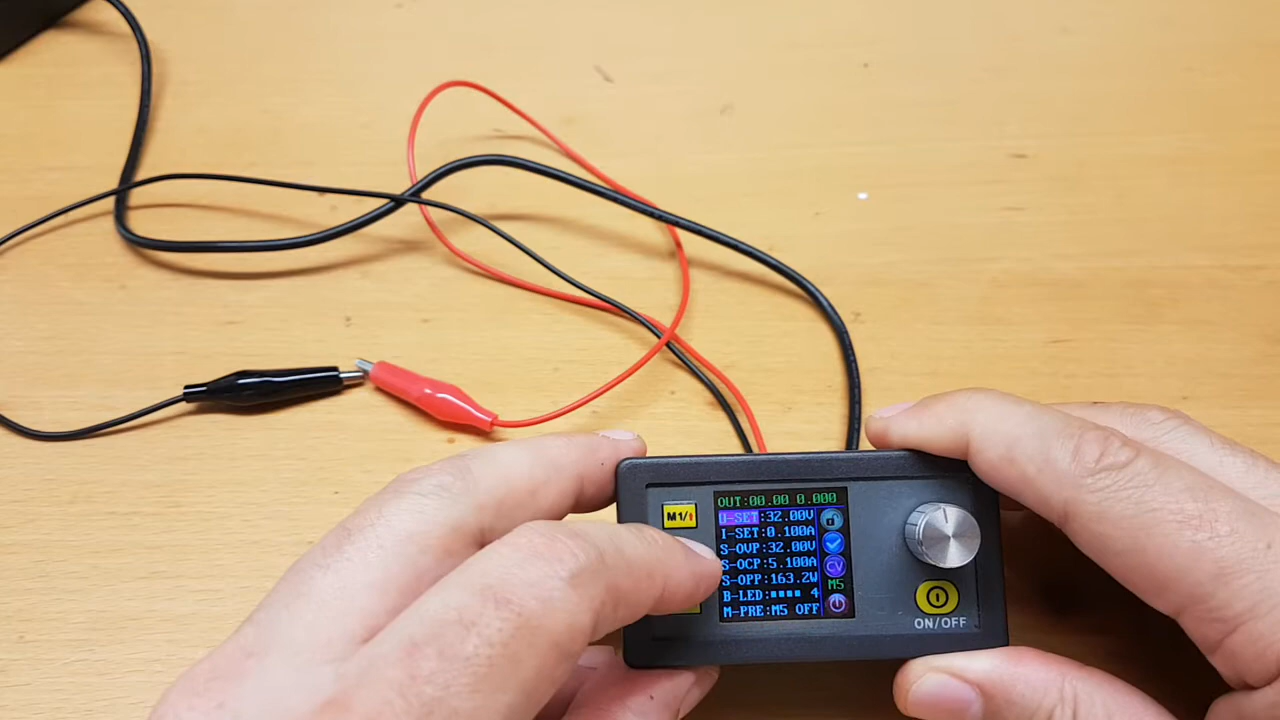 M1/
OUT:00.00 0.000
U-SET:32.00V
I-SET:0.100A
S-OVP:32.00V
S-OCP:5.100A
CV
S-OPP:163.2W
M5
B-LED: 4
M-PRE:M5 OFF
ON/OFF